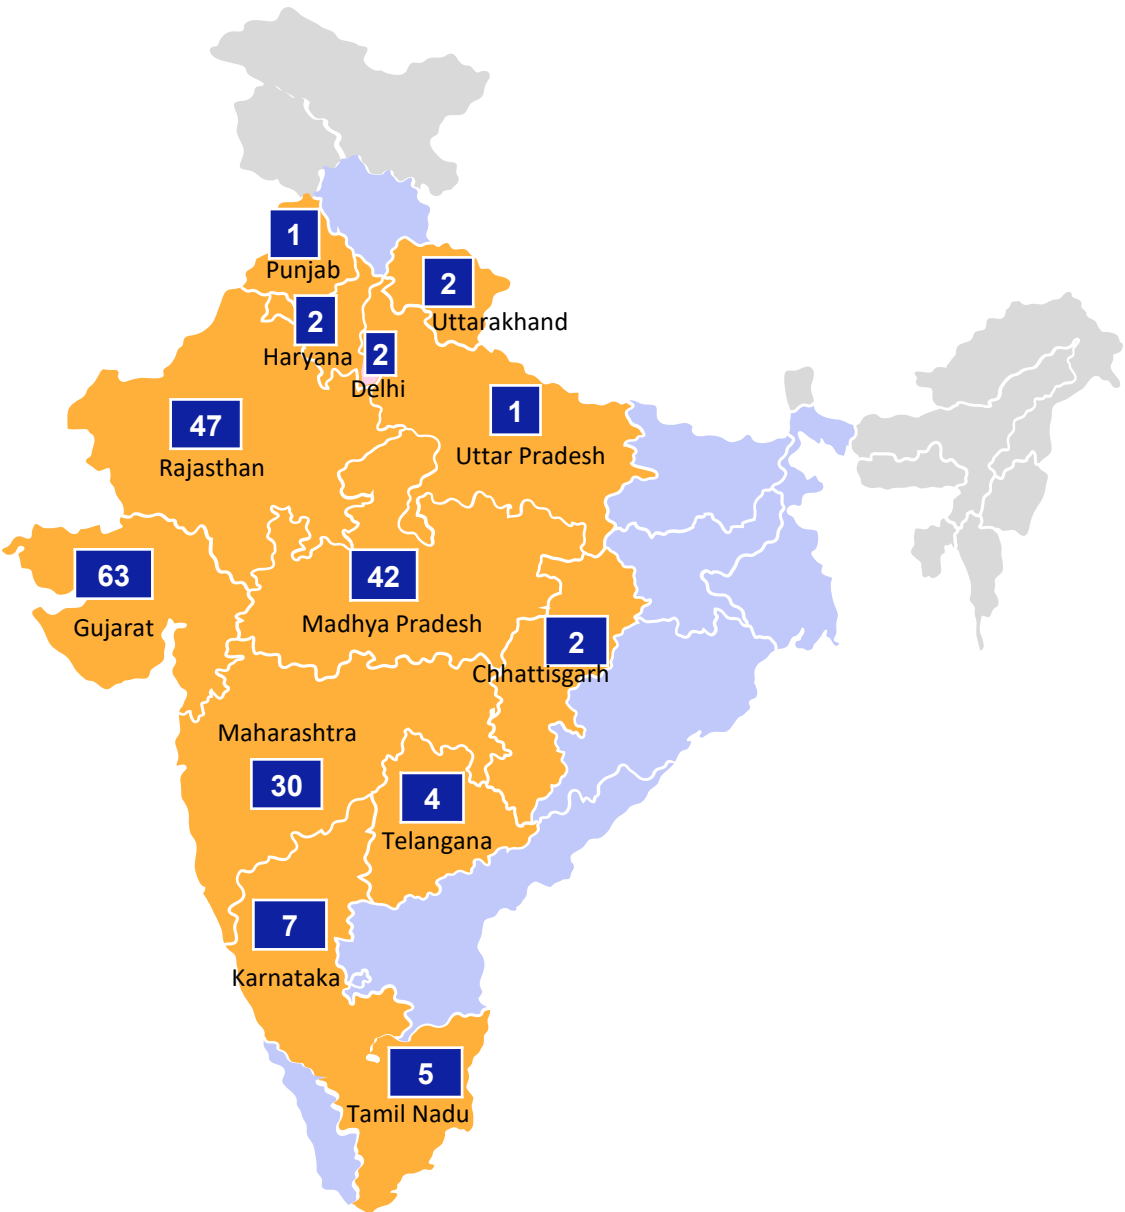 1
Punjab
2
Uttarakhand
2
Haryana
2
Delhi
1
Uttar Pradesh
47
Rajasthan
63
Gujarat
42
Madhya Pradesh
2
Chhattisgarh
Maharashtra
30
4
Telangana
7
Karnataka
5
Tamil Nadu